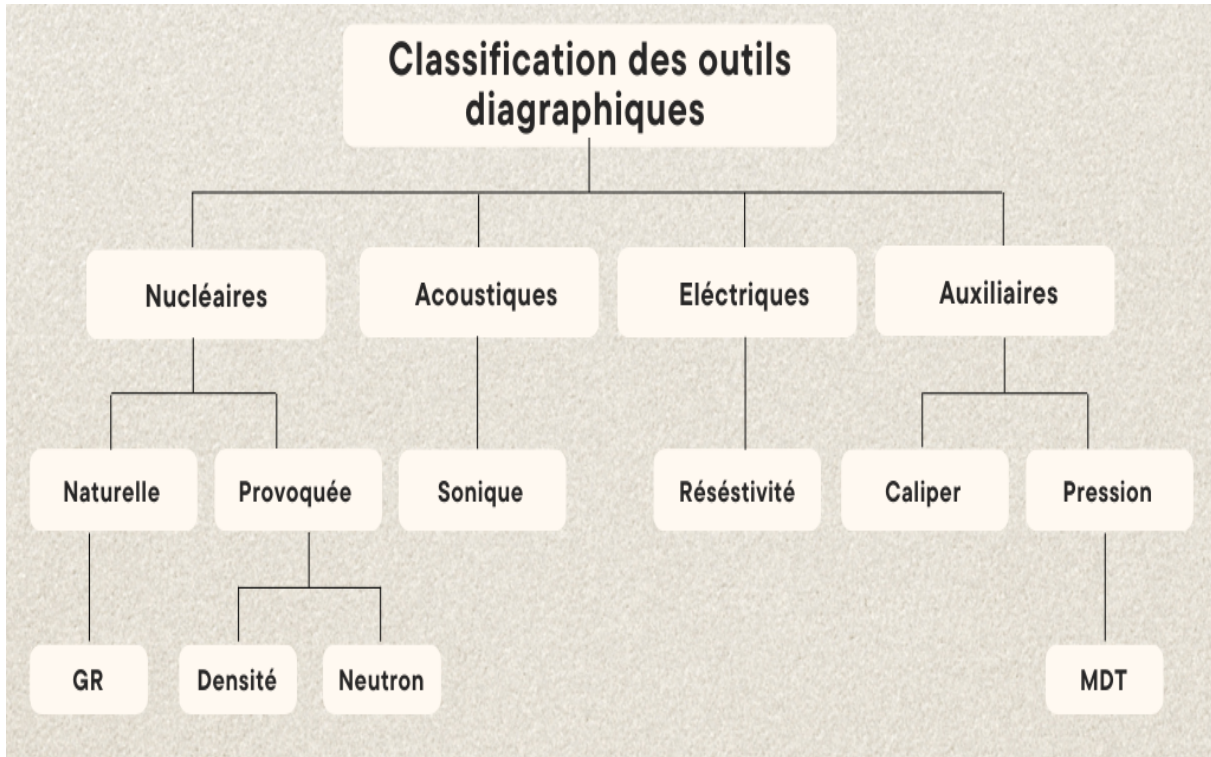 Classification des outils
diagraphiques
Nucléaires
Acoustiques
Eléctriques
Auxiliaires
Naturelle
Provoquée
Sonique
Réséstivité
Caliper
Pression
GR
Densité
Neutron
MDT